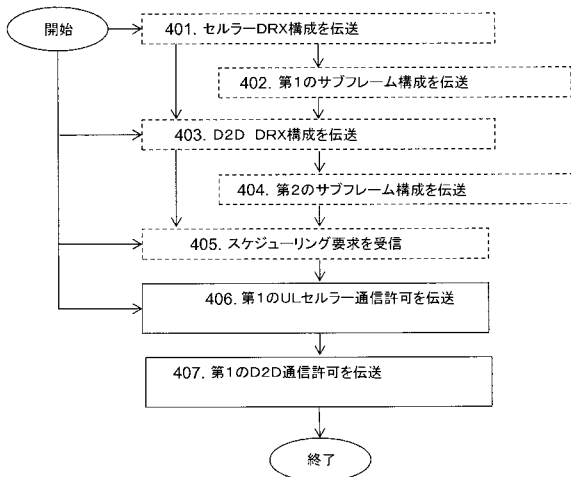 開始
401. セルラーDRX構成を伝送
402. 第1のサブフレーム構成を伝送
403. D2D DRX構成を伝送
404. 第2のサブフレーム構成を伝送
405. スケジューリング要求を受信
406. 第1のULセルラー通信許可を伝送
407. 第1のD2D通信許可を伝送
終了